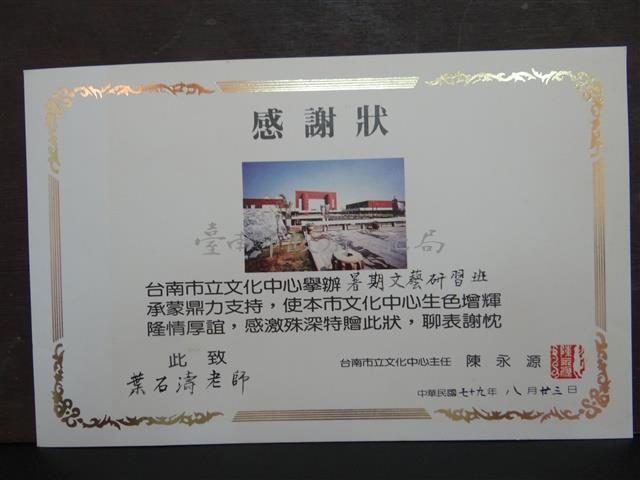 感謝狀
臺南市政府文化局
台南市立文化中心舉辦暑期文藝研習班
承蒙鼎力支持，使本市文化中心生色增輝
隆情厚誼，感激殊深特贈此狀，聊表謝忱
此致
葉石濤老師
台南市立文化中心主任 陳永源
中華民國七十九年八月廿三日